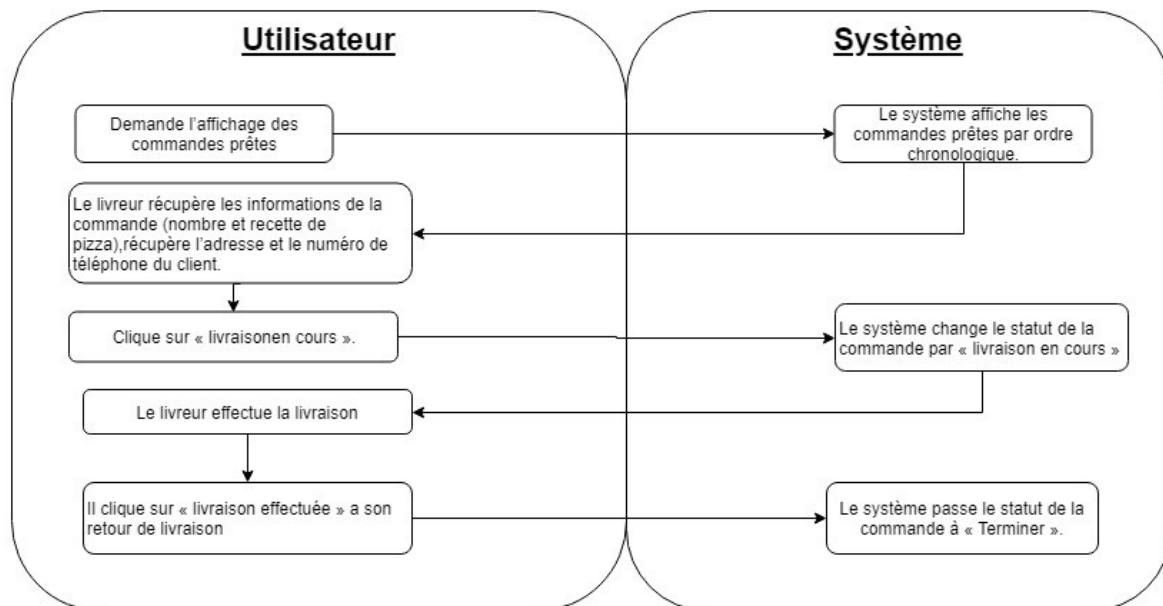 Utilisateur
Système
Demande l'affichage des
commandes prêtes
Le système affiche les
commandes prêtes par ordre
chronologique.
Le livreur récupère les informations de la
commande (nombre et recette de
pizza),récupère l'adresse et le numéro de
téléphone du client.
Clique sur « livraisonen cours ».
Le système change le statut de la
commande par « livraison en cours »
Le livreur effectue la livraison
Il clique sur « livraison effectuée » a son
retour de livraison
Le système passe le statut de la
commande à « Terminer ».